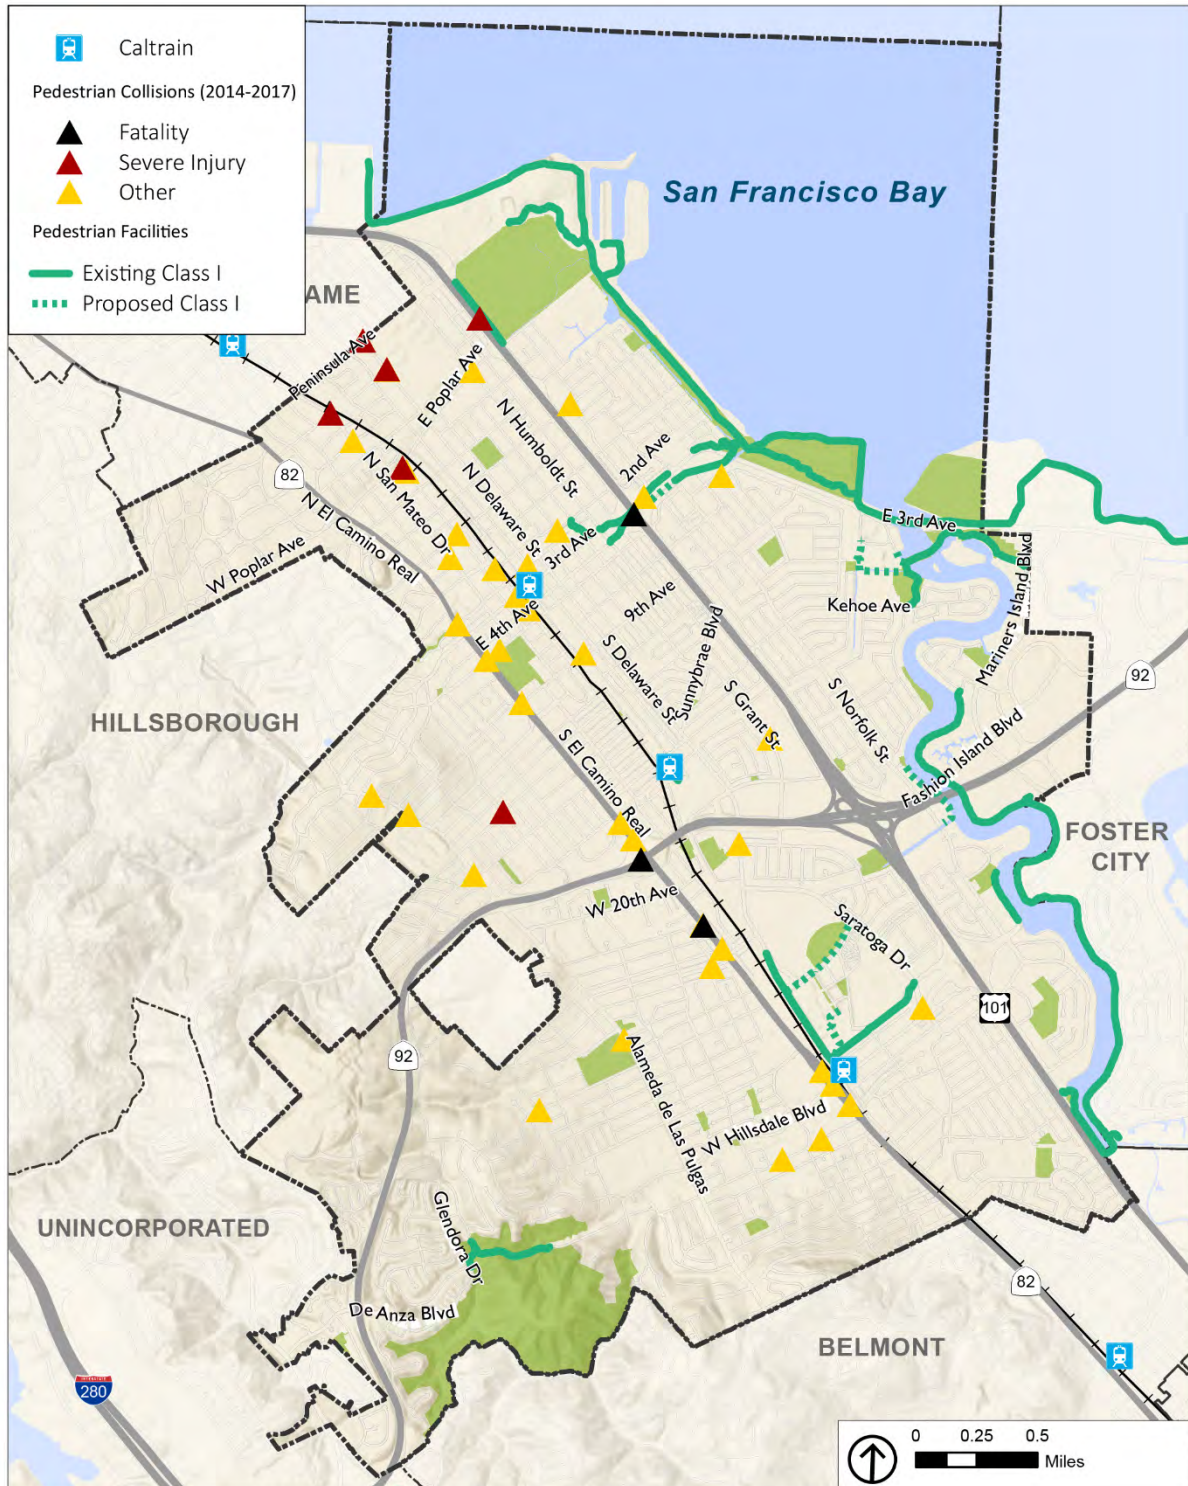 Caltrain
Pedestrian Collisions (2014-2017)
Fatality
Severe Injury
Other
Pedestrian Facilities
Existing Class I
Proposed Class I
San Francisco Bay
AME
Peninsula Ave
E Poplar Ave
N Humboldt St
2nd Ave
82
N San Mateo Dr
N Delaware St
N El Camino Real
3rd Ave
E 3rd Ave
W Poplar Ave
9th Ave
Kehoe Ave
Mariners Island Blvd
E 4th Ave
S Delaware St
Sunnybrae Blvd
92
HILLSBOROUGH
S Grant St
S Norfolk St
S El Camino Real
Fashion Island Blvd
FOSTER
CITY
W 20th Ave
Saratoga Dr
101
92
Alameda de Las Pulgas
W Hillsdale Blvd
UNINCORPORATED
Glendora Dr
De Anza Blvd
82
BELMONT
INTERSTATE
280
0 0.25 0.5
Miles